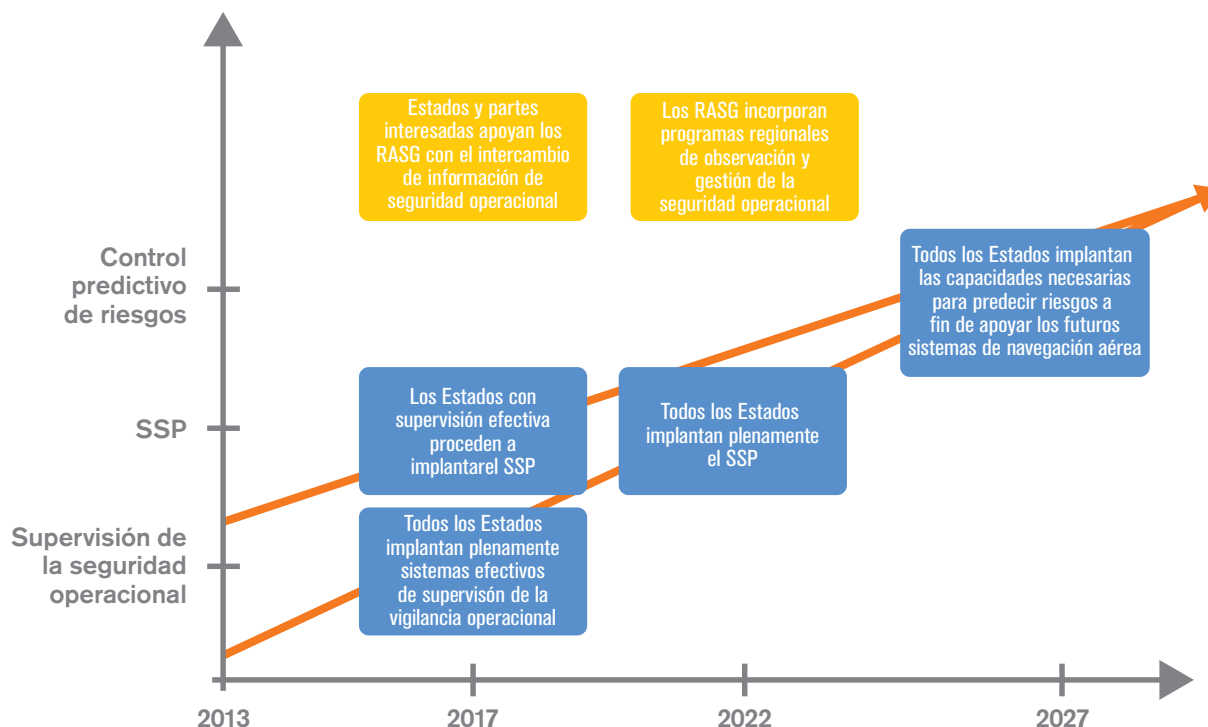 Estados y partes
interesadas apoyan los
RASG con el intercambio
de información de
seguridad operacional
Los RASG incorporan
programas regionales
de observación y
gestión de la
seguridad operacional
Control
predictivo
de riesgos
Todos los Estados implantan
las capacidades necesarias
para predecir riesgos a
fin de apoyar los futuros
sistemas de navegación aérea
SSP
Los Estados con
supervisión efectiva
proceden a
implantarel SSP
Todos los Estados
implantan plenamente
el SSP
Supervisión de
la seguridad
operacional
Todos los Estados
implantan plenamente
sistemas efectivos
de supervisón de la
vigilancia operacional
2013
2017
2022
2027